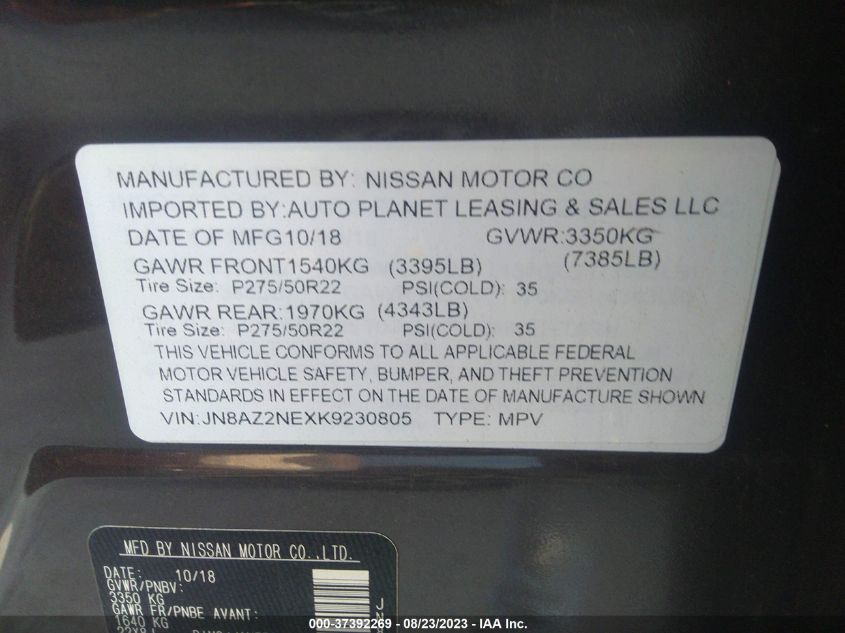 MANUFACTURED BY: NISSAN MOTOR CO
IMPORTED BY:AUTO PLANET LEASING & SALES LLC
DATE OF MFG10/18 GVWR:3350KG
(7385LB)
GAWR FRONT1540KG (3395LB)
Tire Size: P275/50R22 PSI(COLD): 35
GAWR REAR:1970KG (4343LB)
Tire Size: P275/50R22 PSI(COLD): 35
THIS VEHICLE CONFORMS TO ALL APPLICABLE FEDERAL
MOTOR VEHICLE SAFETY, BUMPER, AND THEFT PREVENTION
STANDARDS IN EFFECT ON THE DATE OF MANUFACTURE SHOWN
VIN:JN8AZ2NEXK9230805 TYPE: MPV
MFD BY NISSAN MOTOR CO.,LTD.
DATE: 10/18
GVWR/PNBV:
3350 KG
GAWR FR/PNBE AVANT:
1640 KG
000-37392269 - 08/23/2023 - © IAA Inc.